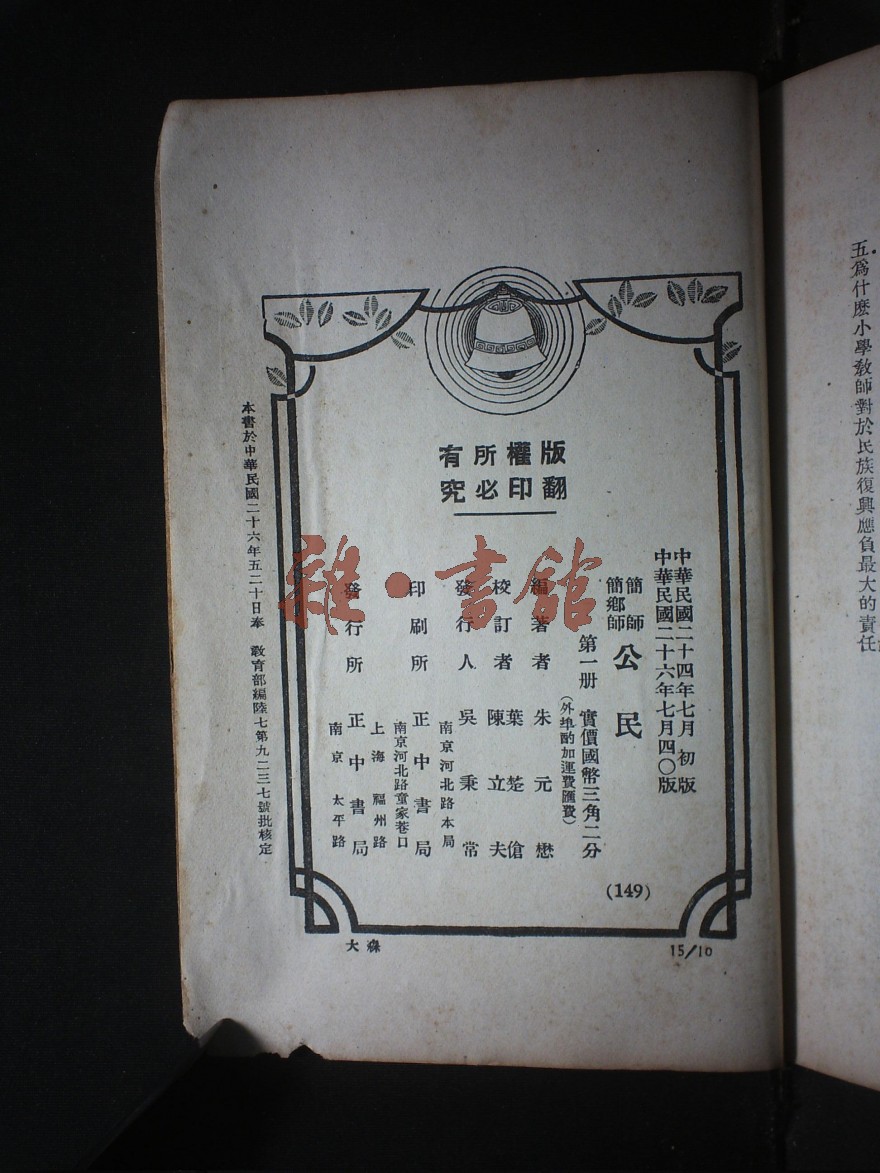 五、爲什麽小學敎師對於民族復興應負最大的責任
版權所有
翻印必究
中華民國二十四年七月初版
中華民國二十六年七月四〇版
簡師
簡鄉師
公民
第一册 實價國幣三角二分
(外埠酌加運費匯費)
編著者 朱元懋
校訂者 葉楚傖
陳立夫
發行人 吳秉常
南京河北路本局
印刷所 正中書局
南京河北路童家巷口
上海福州路
發行所 正中書局
南京太平路
(149)
本書於中華民國二十六年五二十日奉 敎育部編陸七第九二三七號批核定
大 森
15/10
雜·書館